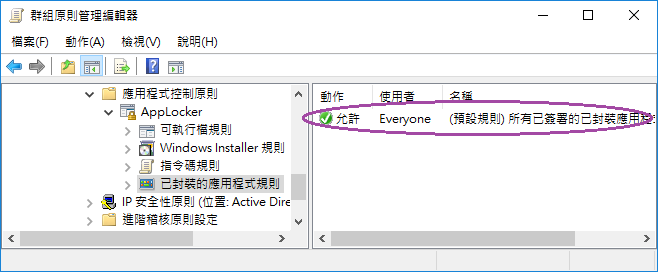 群組原則管理編輯器
檔案(F) 動作(A) 檢視(V) 說明(H)
應用程式控制原則
AppLocker
可執行檔規則
Windows Installer 規則
指令碼規則
已封裝的應用程式規則
IP 安全性原則 (位置: Active Dire
進階稽核原則設定
動作 使用者 名稱
允許 Everyone (預設規則) 所有已簽署的已封裝應用程